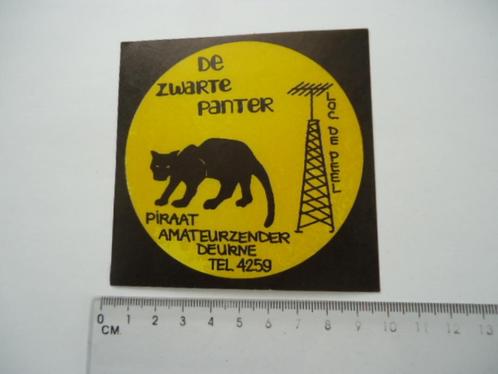 De
Zwarte
Panter
LOC. DE PEEL
PiRAAT
AMATEURZENDER
DEURNE
TEL 4259
0 1 2 3 4 5 6 7 8 9 10 11 12 13
CM.